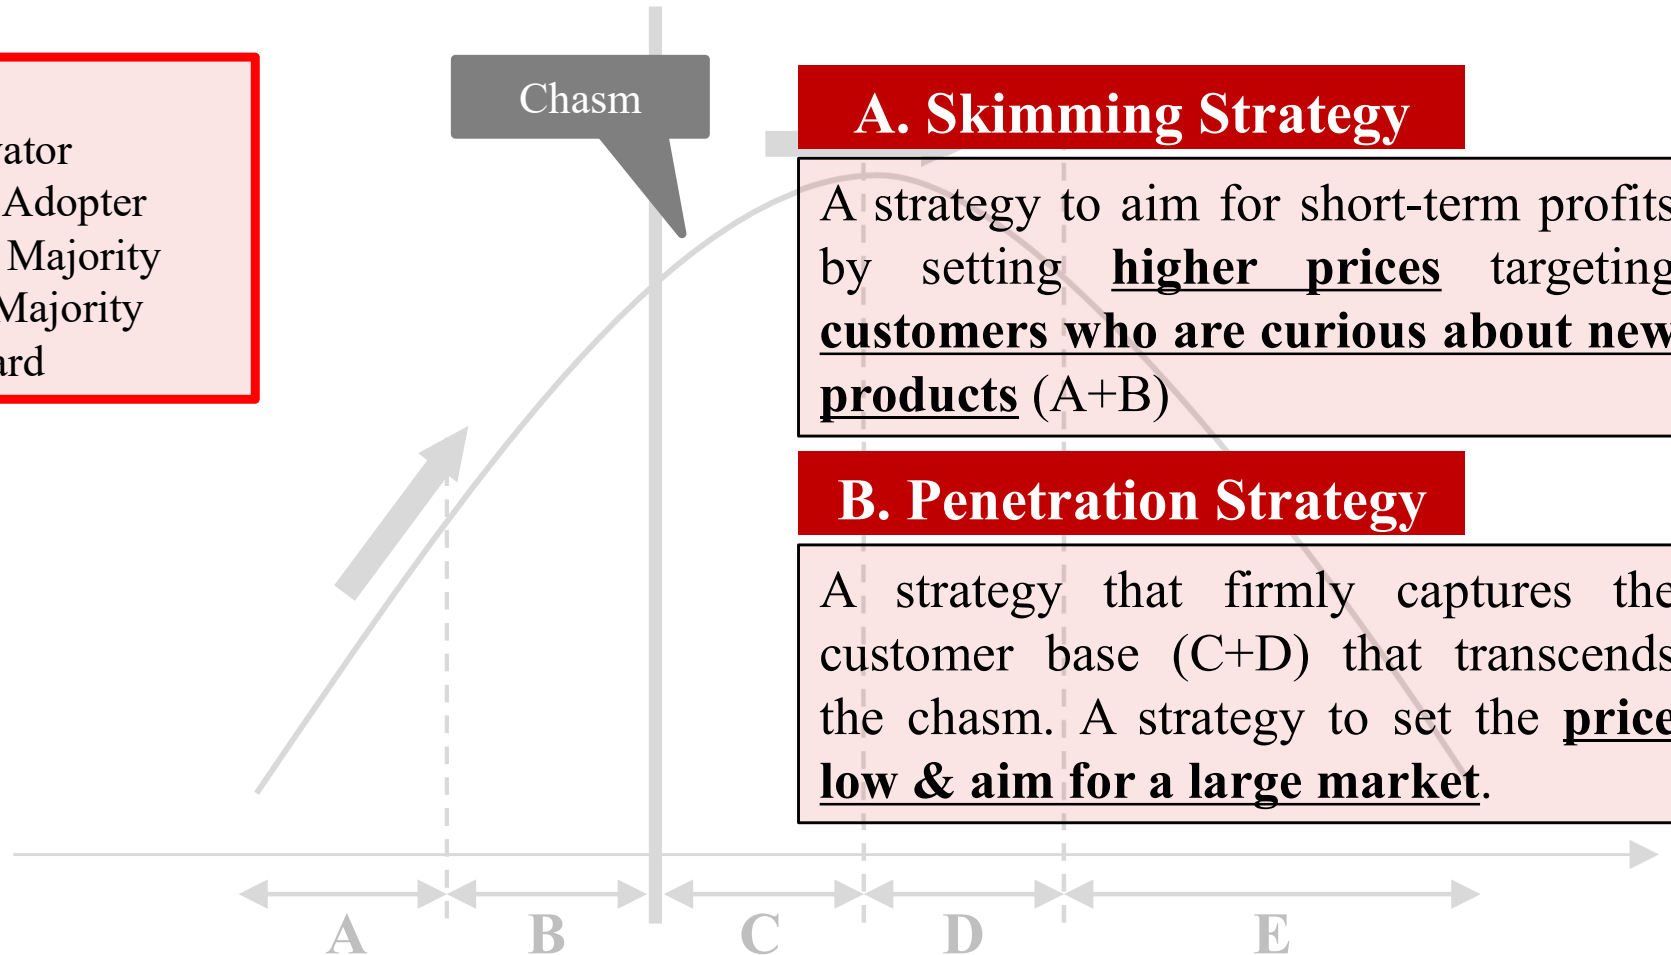 Chasm
Adopter
Majority
Majority
A. Skimming Strategy
A strategy to aim for short-term profits
by setting higher prices targeting
customers who are curious about new
products (A+B)
B. Penetration Strategy
A strategy that firmly captures the
customer base (C+D) that transcends
the chasm. A strategy to set the price
low & aim for a large market.
A B C D E